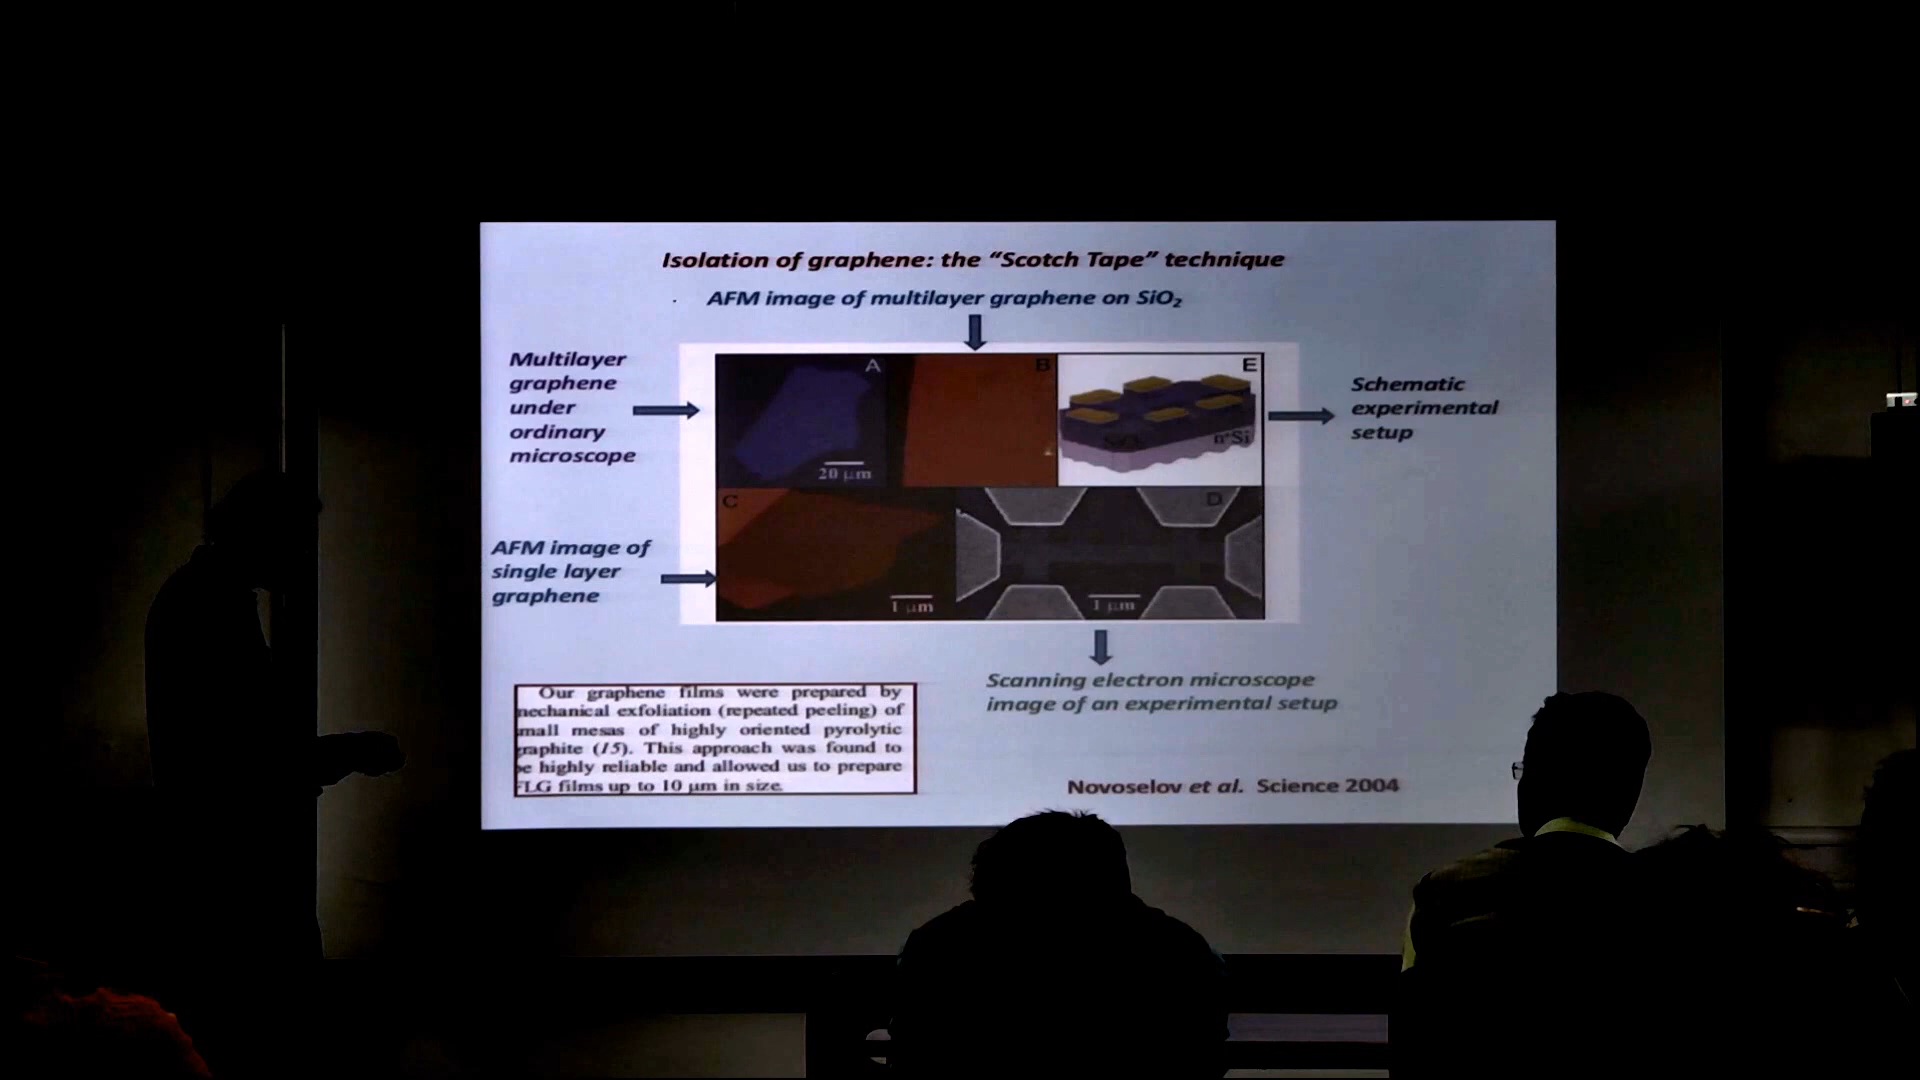 Isolation of graphene: the “Scotch Tape” technique
AFM image of multilayer graphene on SiO₂
Multilayer
graphene
under
ordinary
microscope
A
20 μm
B
E
n⁺Si
Schematic
experimental
setup
AFM image of
single layer
graphene
C
1 μm
D
1 μm
Scanning electron microscope
image of an experimental setup
Our graphene films were prepared by
mechanical exfoliation (repeated peeling) of
small mesas of highly oriented pyrolytic
graphite (15). This approach was found to
be highly reliable and allowed us to prepare
FLG films up to 10 μm in size.
Novoselov et al. Science 2004